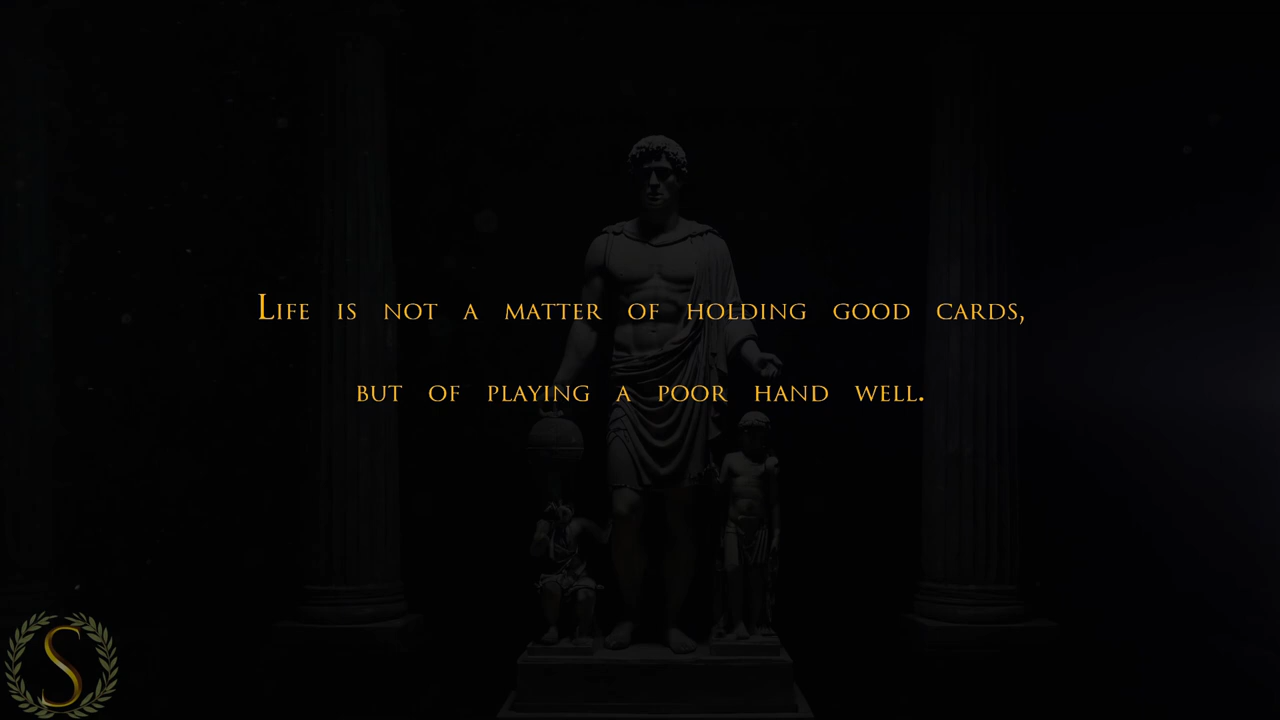 Life is not a matter of holding good cards,
but of playing a poor hand well.
S